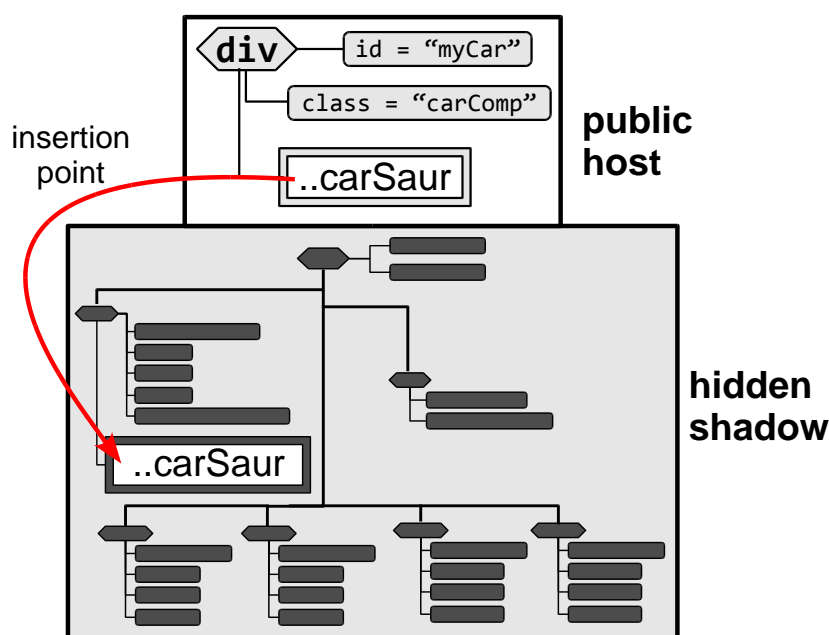 div
id = “myCar”
class = “carComp”
insertion
point
public
host
..carSaur
hidden
shadow
..carSaur